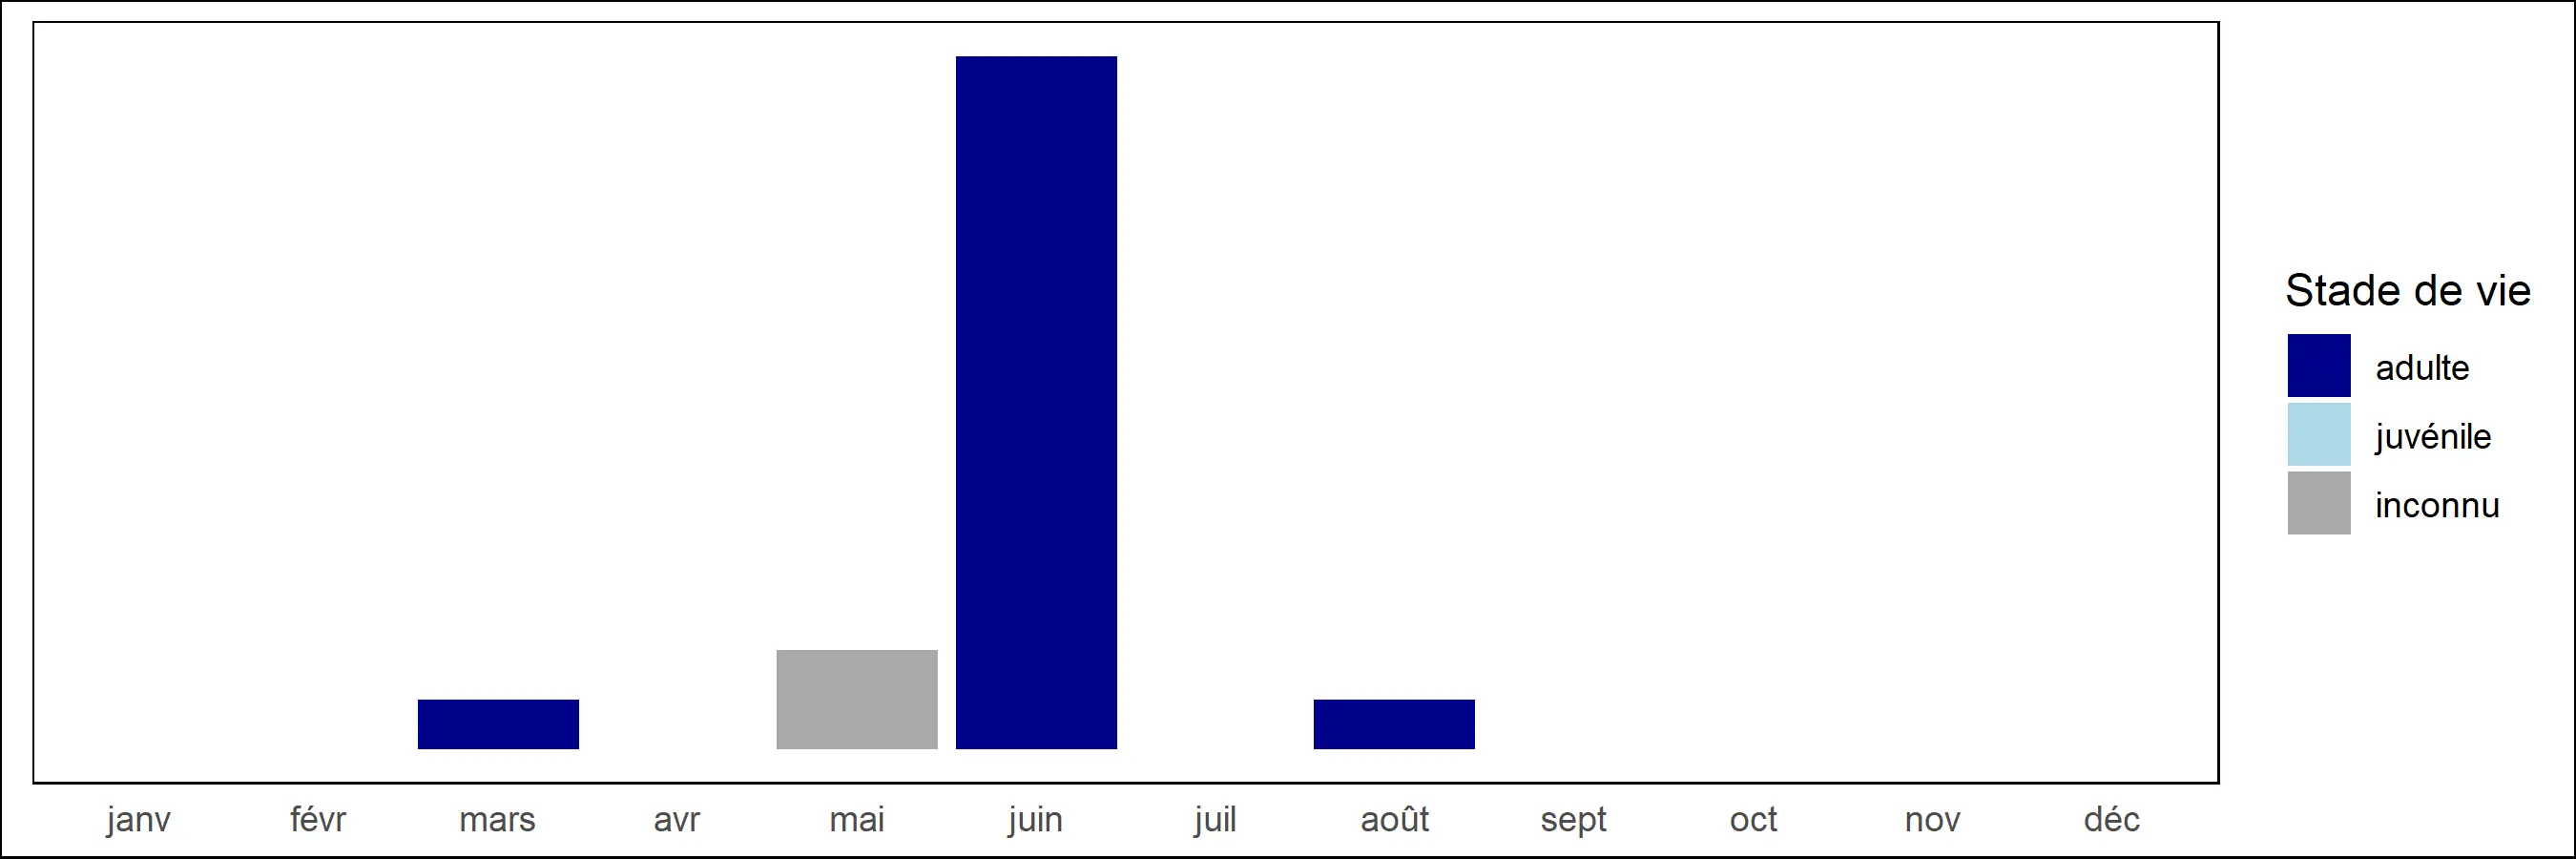 Stade de vie
adulte
juvénile
inconnu
janv févr mars avr mai juin juil août sept oct nov déc